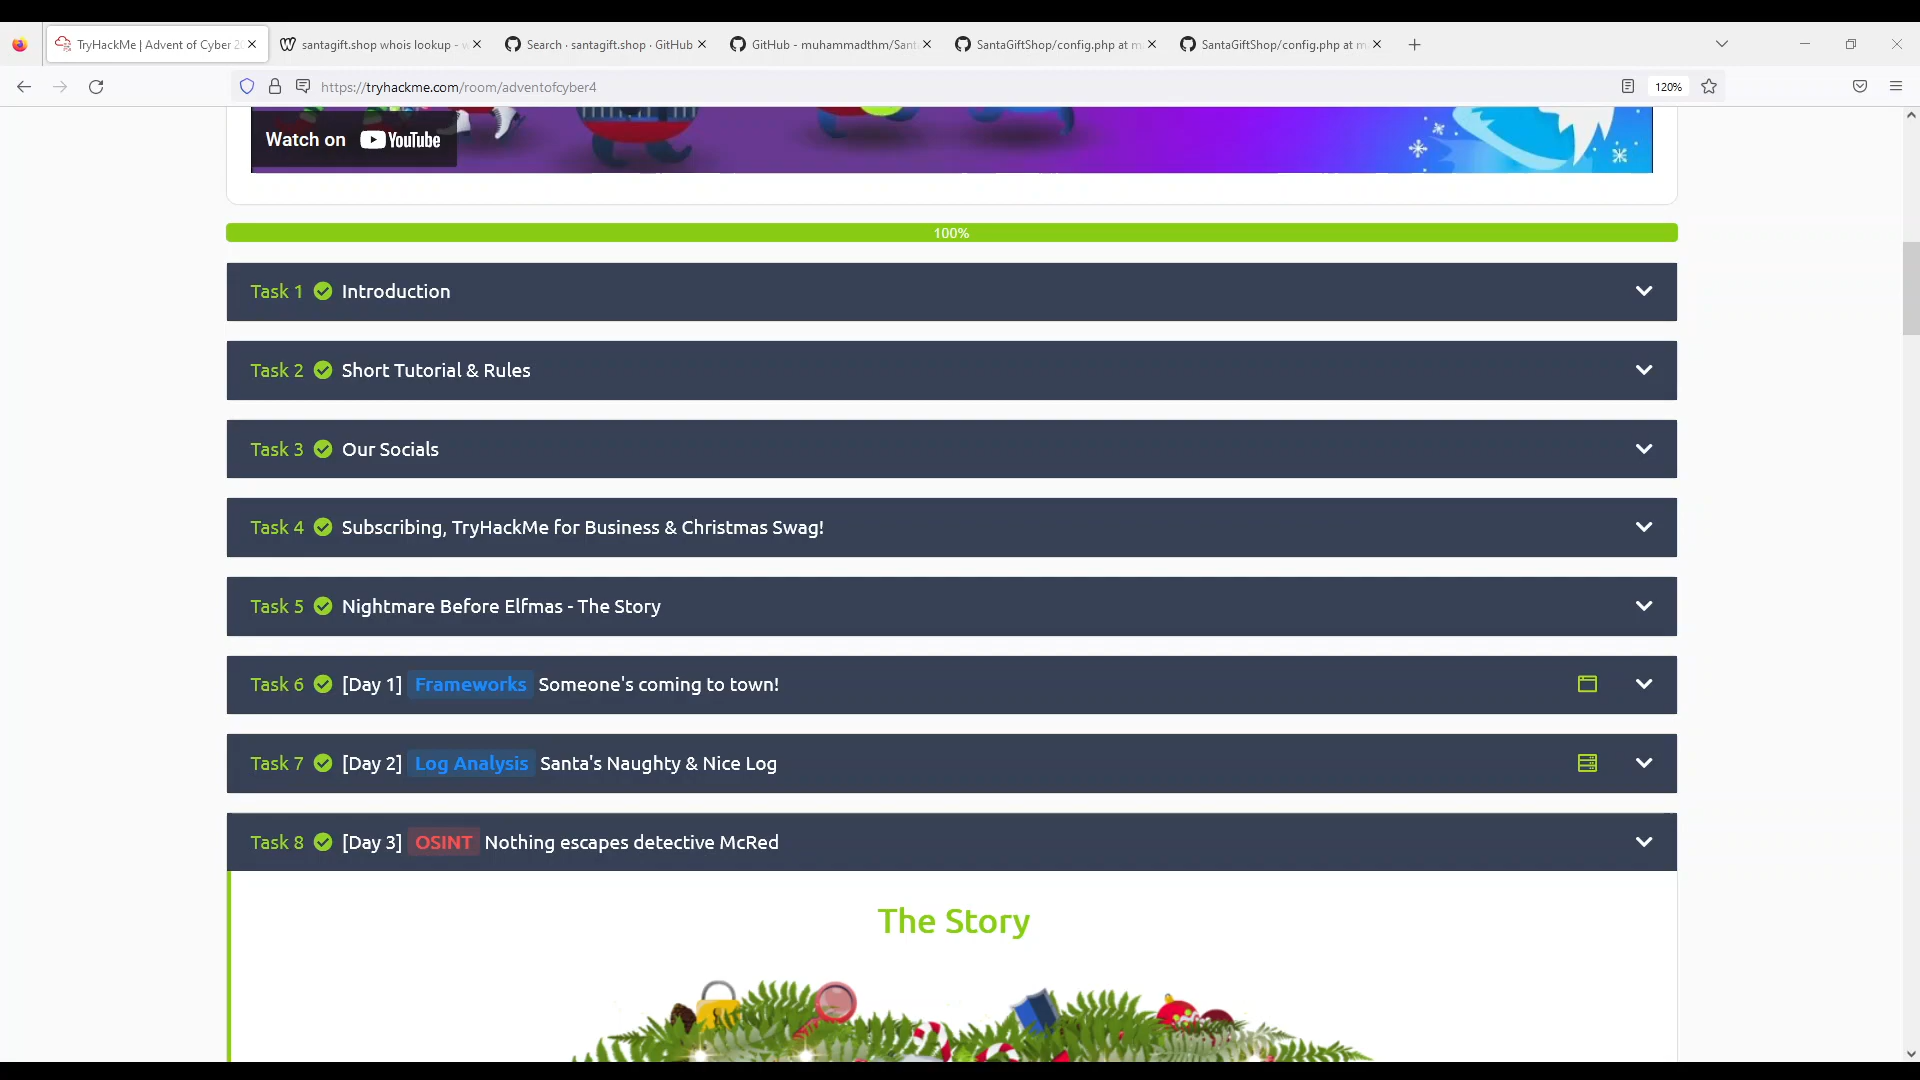 TryHackMe | Advent of Cyber 20
santagift.shop whois lookup - w
Search · santagift.shop · GitHub
GitHub - muhammadthm/Sant
SantaGiftShop/config.php at m
SantaGiftShop/config.php at m
https://tryhackme.com/room/adventofcyber4
120%
Watch on YouTube
100%
Task 1 Introduction
Task 2 Short Tutorial & Rules
Task 3 Our Socials
Task 4 Subscribing, TryHackMe for Business & Christmas Swag!
Task 5 Nightmare Before Elfmas - The Story
Task 6 [Day 1] Frameworks Someone's coming to town!
Task 7 [Day 2] Log Analysis Santa's Naughty & Nice Log
Task 8 [Day 3] OSINT Nothing escapes detective McRed
The Story